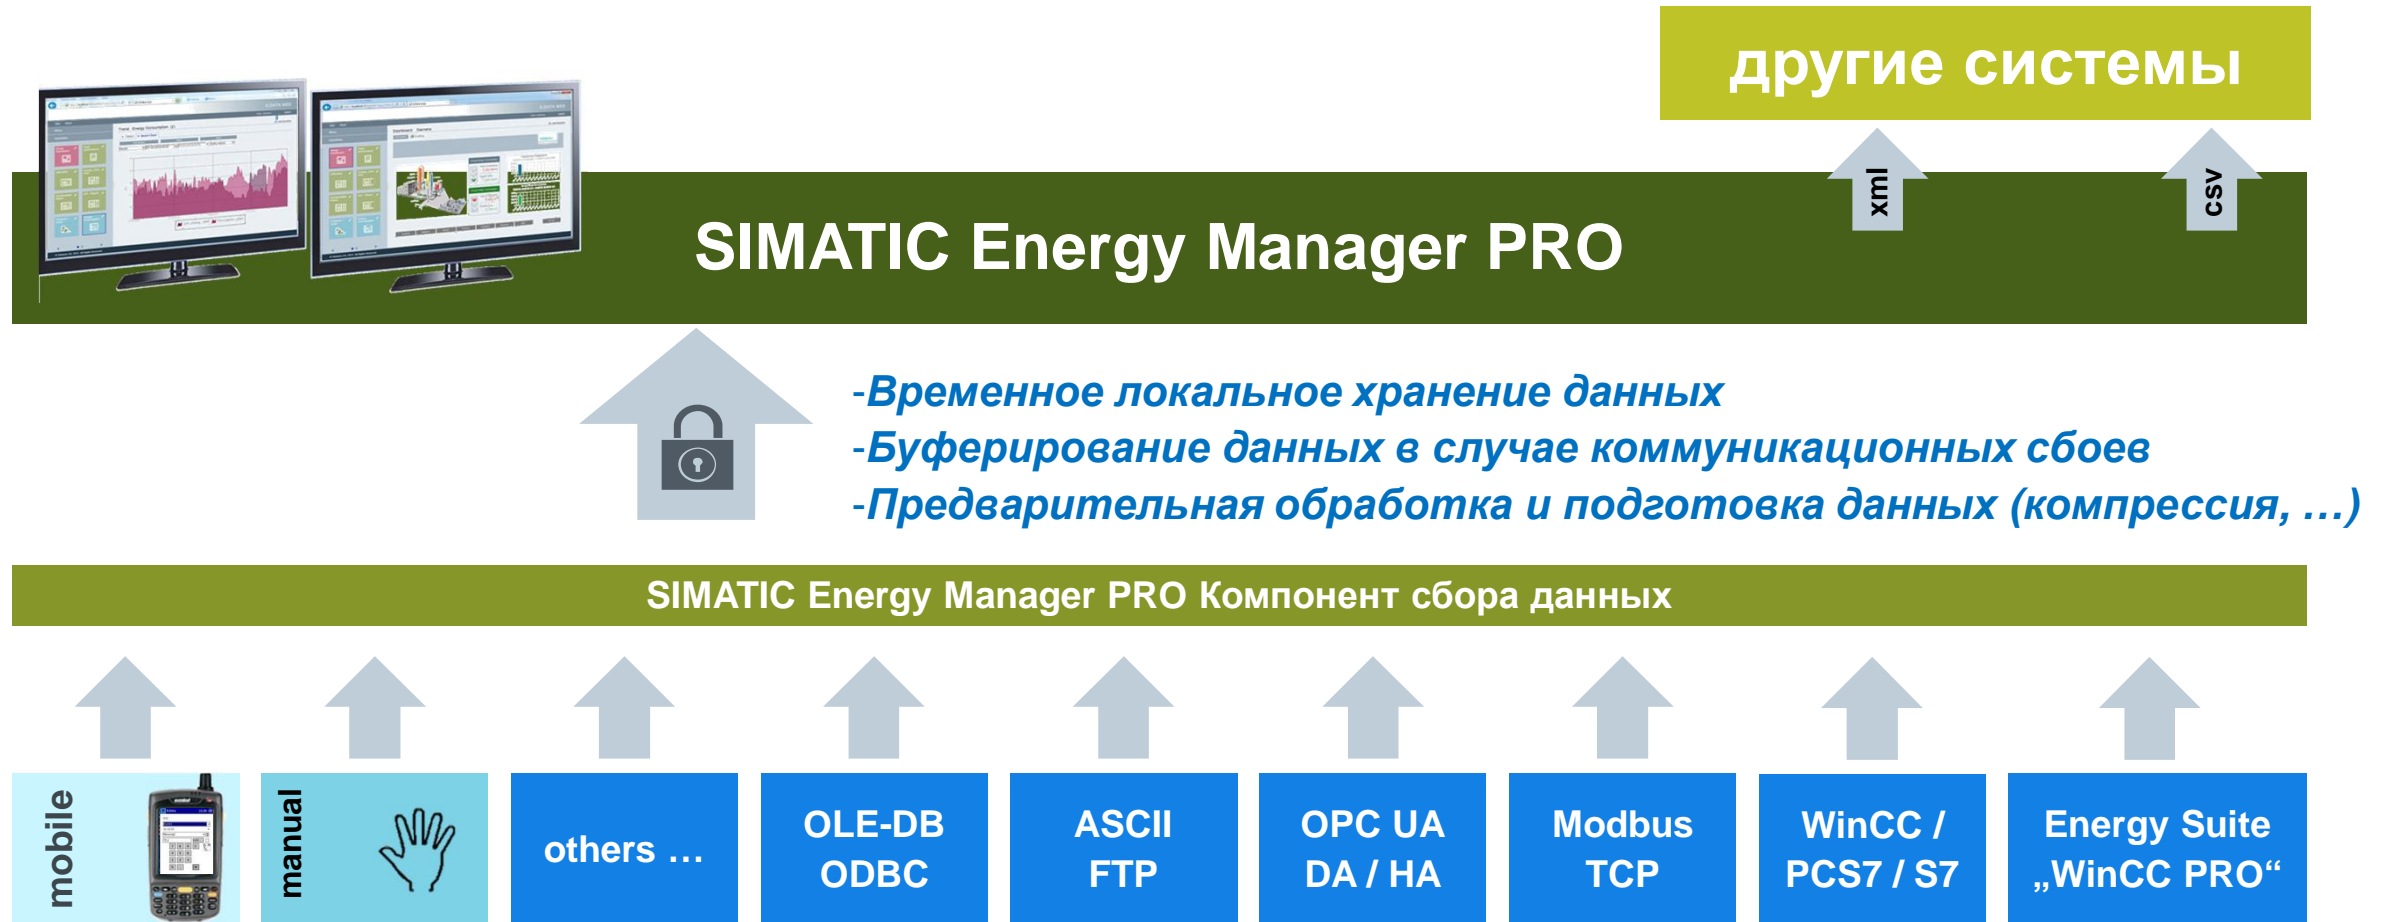 другие системы
xml
csv
SIMATIC Energy Manager PRO
-Временное локальное хранение данных
-Буферирование данных в случае коммуникационных сбоев
-Предварительная обработка и подготовка данных (компрессия, …)
SIMATIC Energy Manager PRO Компонент сбора данных
mobile
manual
others …
OLE-DB
ODBC
ASCII
FTP
OPC UA
DA / HA
Modbus
TCP
WinCC /
PCS7 / S7
Energy Suite
„WinCC PRO“